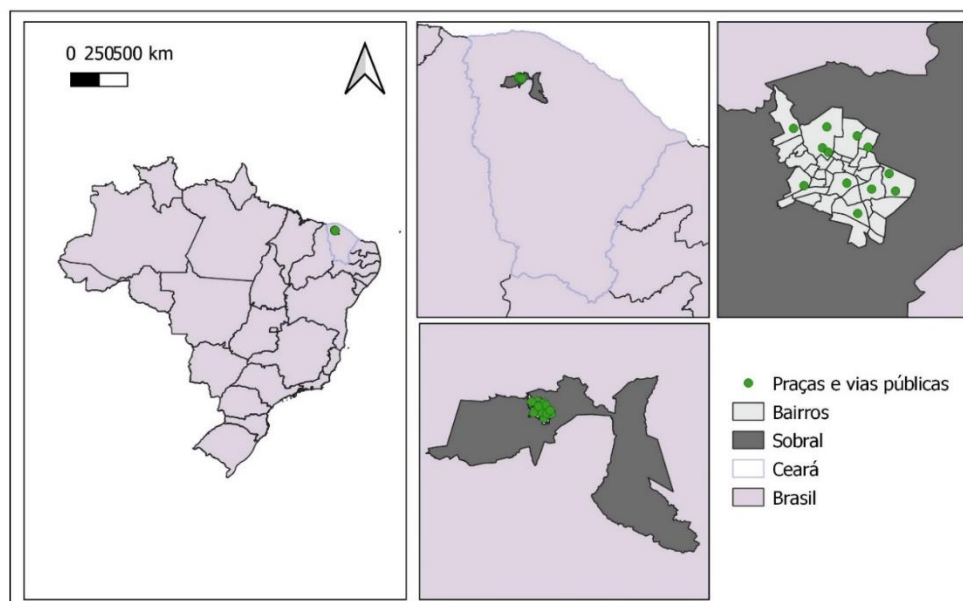 0 250500 km
Praças e vias públicas
Bairros
Sobral
Ceará
Brasil